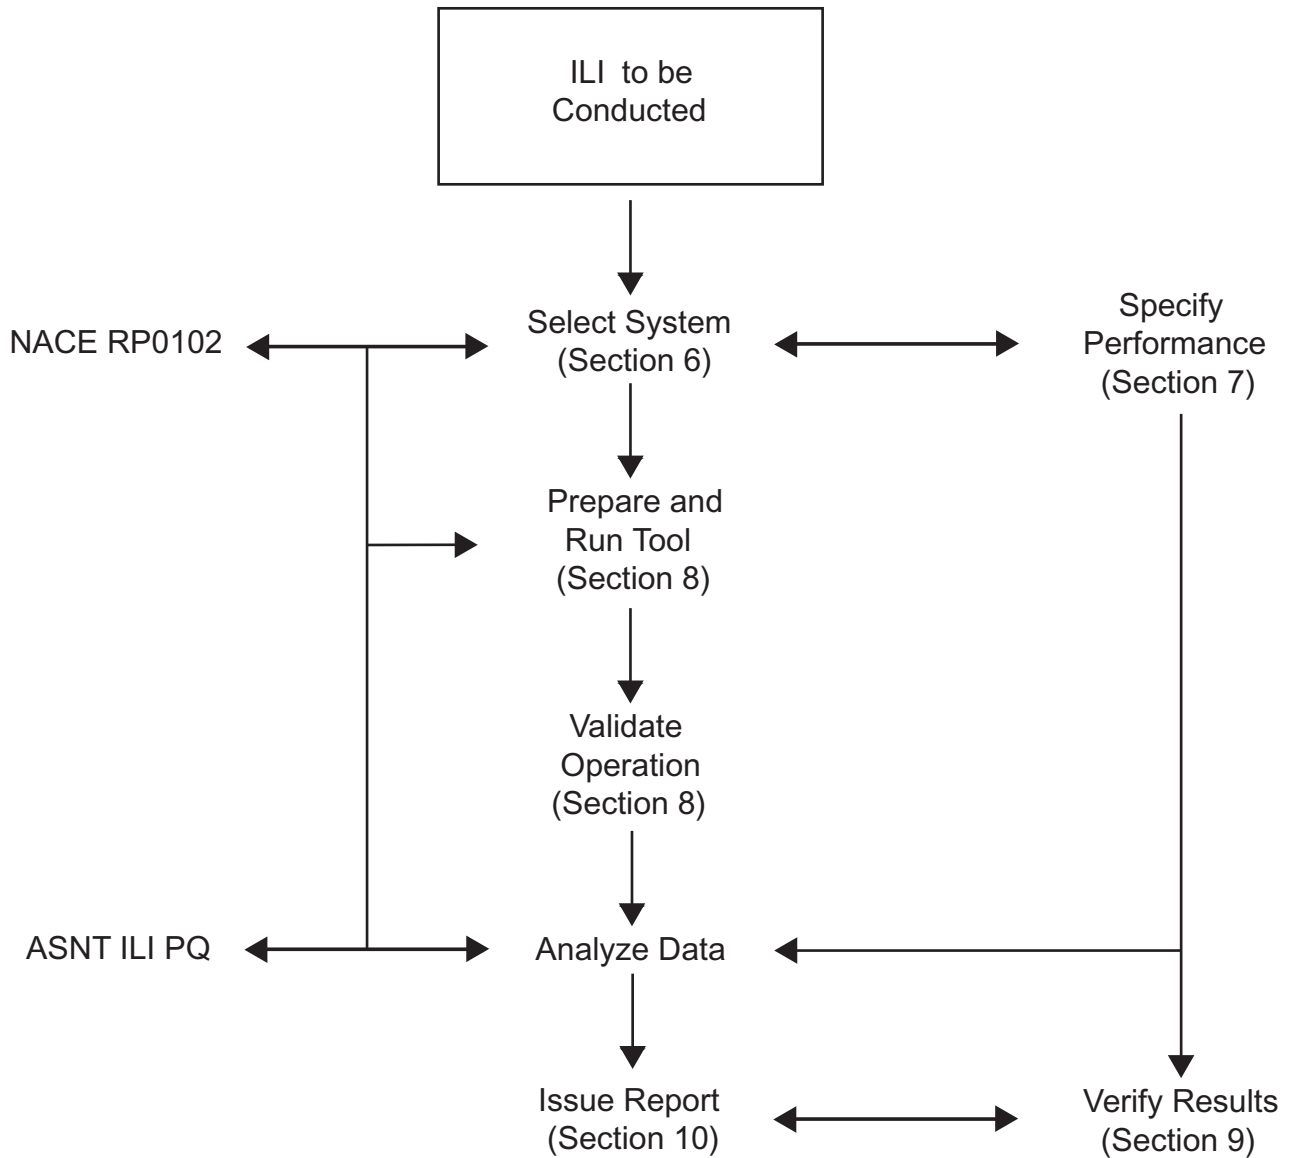 ILI to be
Conducted
NACE RP0102
Select System
(Section 6)
Specify
Performance
(Section 7)
Prepare and
Run Tool
(Section 8)
Validate
Operation
(Section 8)
ASNT ILI PQ
Analyze Data
Issue Report
(Section 10)
Verify Results
(Section 9)